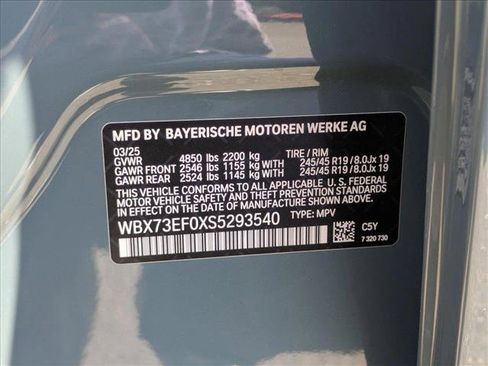 MFD BY BAYERISCHE MOTOREN WERKE AG
03/25
GVWR 4850 lbs 2200 kg TIRE / RIM
GAWR FRONT 2546 lbs 1155 kg WITH 245/45 R19 / 8.0Jx 19
GAWR REAR 2524 lbs 1145 kg WITH 245/45 R19 / 8.0Jx 19
THIS VEHICLE CONFORMS TO ALL APPLICABLE U.S. FEDERAL
MOTOR VEHICLE SAFETY AND THEFT PREVENTION STANDARDS
IN EFFECT ON THE DATE OF MANUFACTURE SHOWN ABOVE.
WBX73EF0XS5293540 TYPE: MPV
C5Y
7 320 730